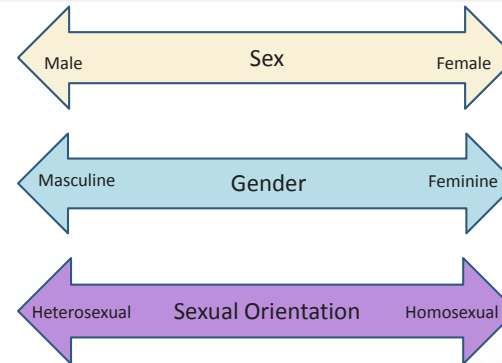 Male Sex Female
Masculine Gender Feminine
Heterosexual Sexual Orientation Homosexual